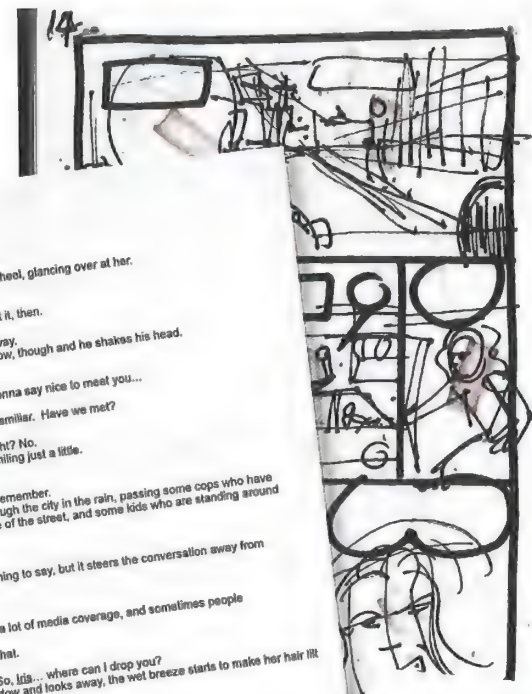 14
heel, glancing over at her.
t it, then.
way.
ow, though and he shakes his head.
onna say nice to meet you...
amiliar. Have we met?
ht? No.
iling just a little.
emember.
ugh the city in the rain, passing some cops who have
e of the street, and some kids who are standing around
hing to say, but it steers the conversation away from
a lot of media coverage, and sometimes people
hat.
So, Iris... where can I drop you?
dow and looks away, the wet breeze starts to make her hair lilt